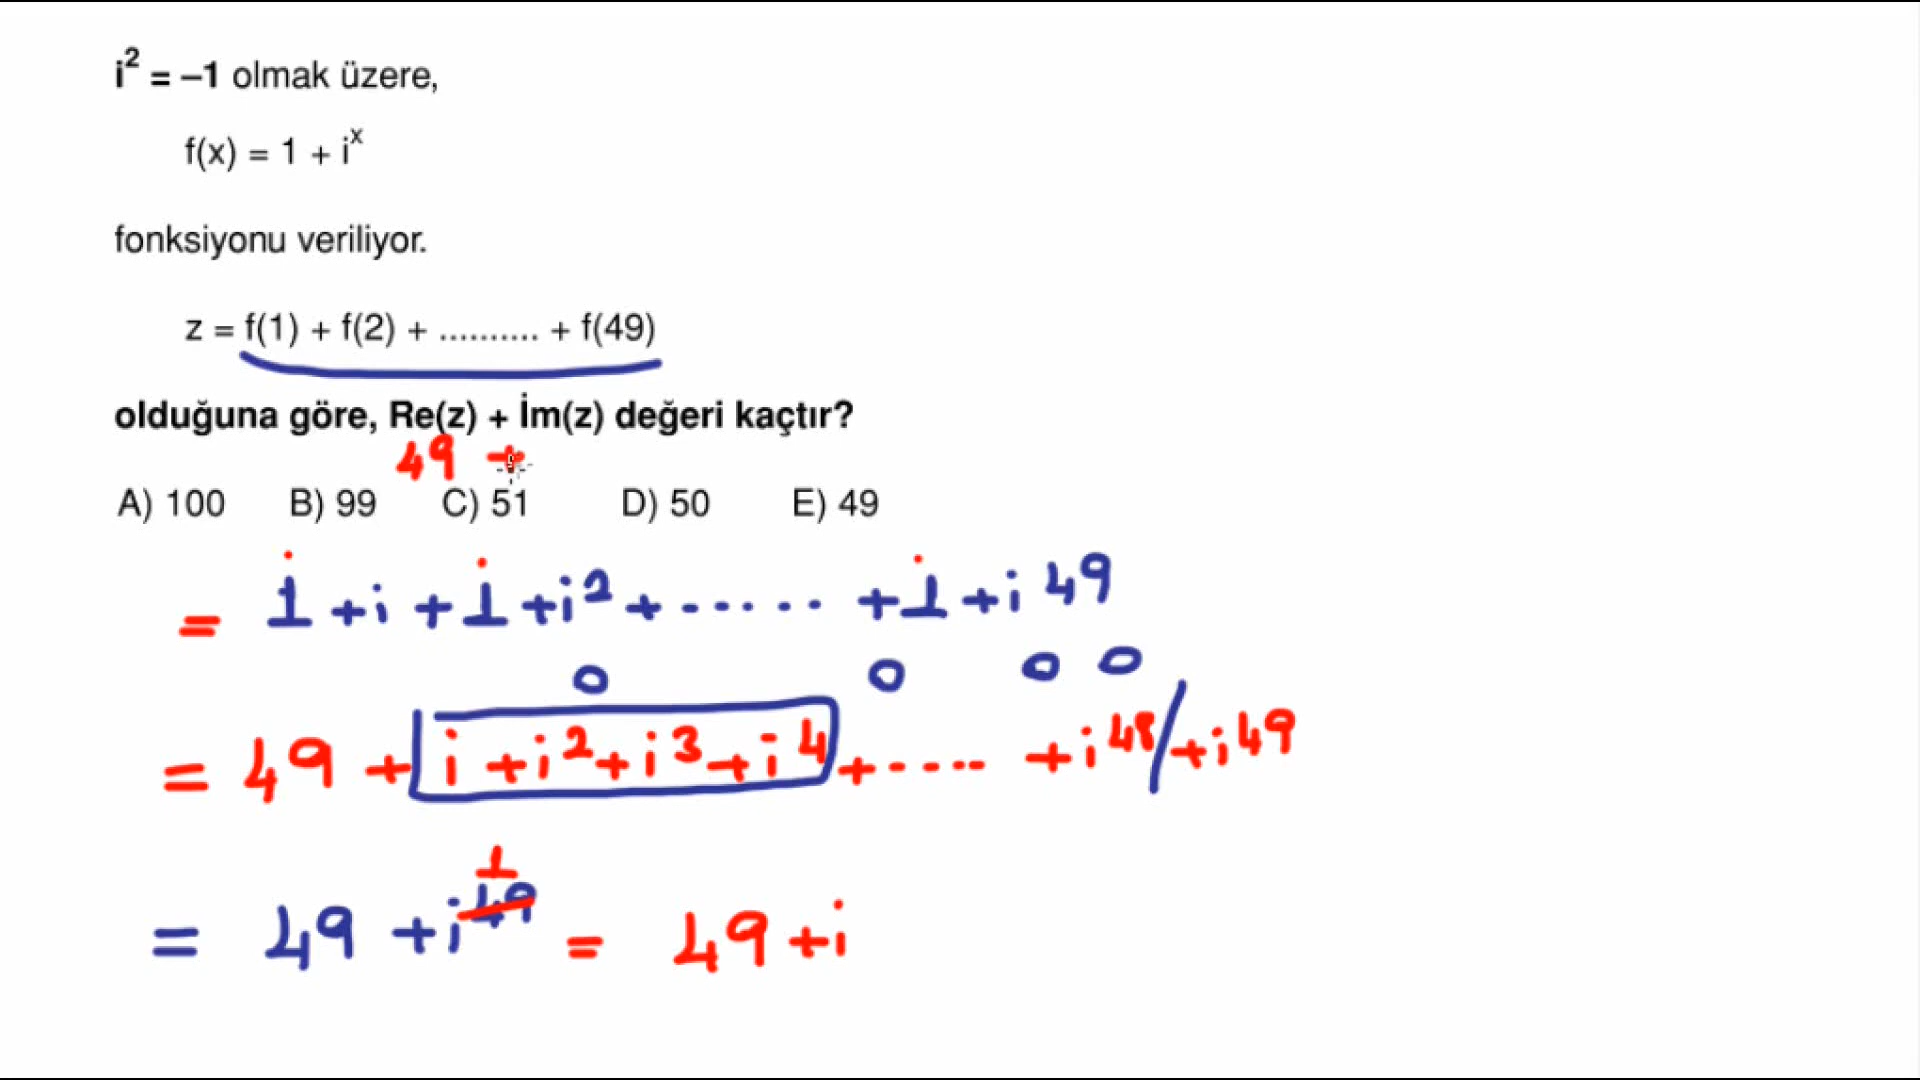 i² = –1 olmak üzere,
f(x) = 1 + iˣ
fonksiyonu veriliyor.
z = f(1) + f(2) + .......... + f(49)
olduğuna göre, Re(z) + İm(z) değeri kaçtır?
49 +
A) 100 B) 99 C) 51 D) 50 E) 49
= 1 + i + 1 + i² + ...... + 1 + i⁴⁹
0 0 0 0
= 49 + i + i² + i³ + i⁴ + ..... + i⁴⁸ / + i⁴⁹
1
= 49 + i⁴⁹ = 49 + i